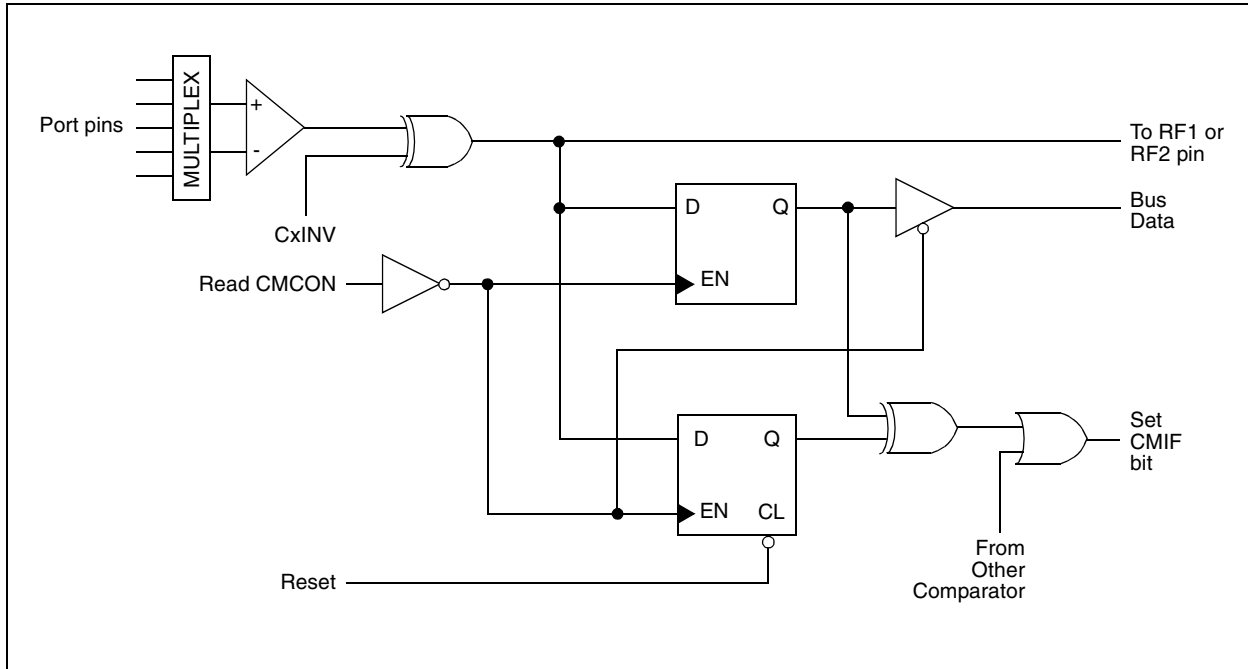 MULTIPLEX
+
-
Port pins
CxINV
To RF1 or
RF2 pin
D
Q
EN
Bus
Data
Read CMCON
D
Q
EN
CL
Set
CMIF
bit
From
Other
Comparator
Reset